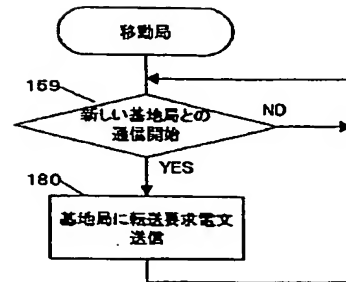 移動局
159
新しい基地局との
通信開始
NO
YES
180
基地局に転送要求電文
送信